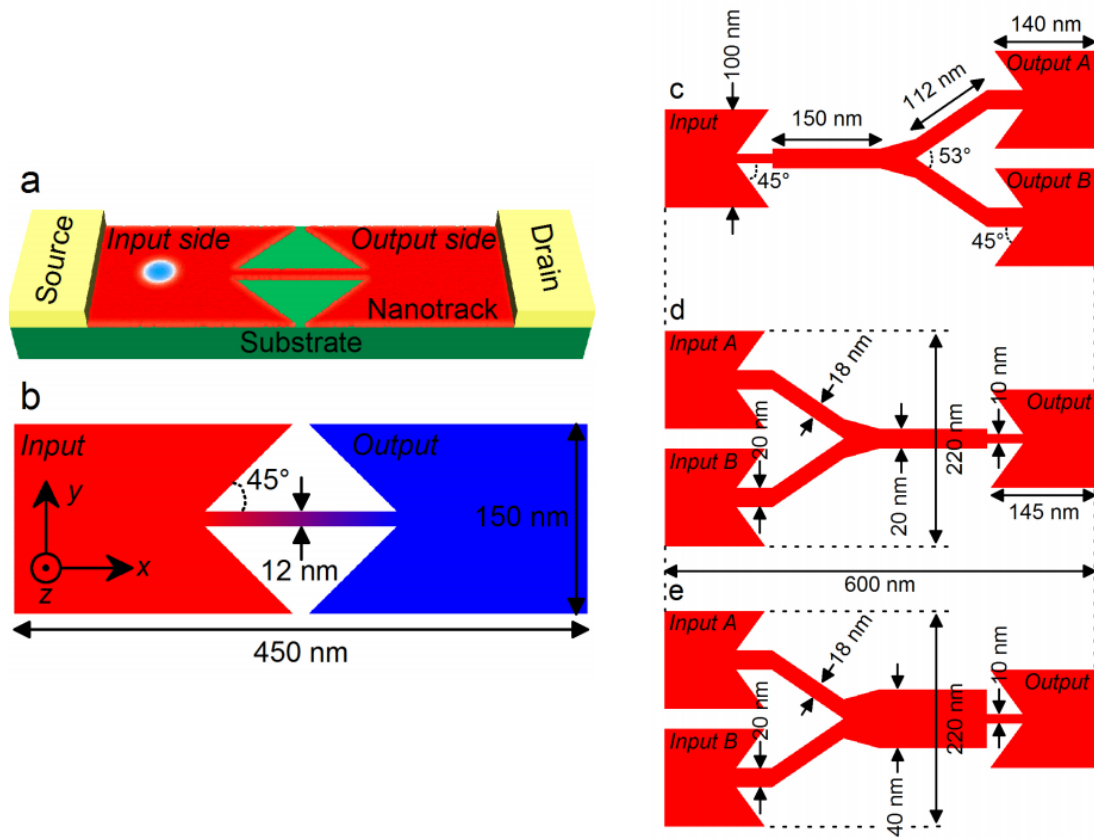 a
Source
Input side
Output side
Drain
Nanotrack
Substrate
b
Input
Output
45°
y
x
z
12 nm
150 nm
450 nm
c
Input
100 nm
150 nm
45°
112 nm
53°
140 nm
Output A
Output B
45°
d
Input A
Input B
18 nm
20 nm
20 nm
220 nm
10 nm
Output
145 nm
600 nm
e
Input A
Input B
18 nm
20 nm
40 nm
220 nm
10 nm
Output